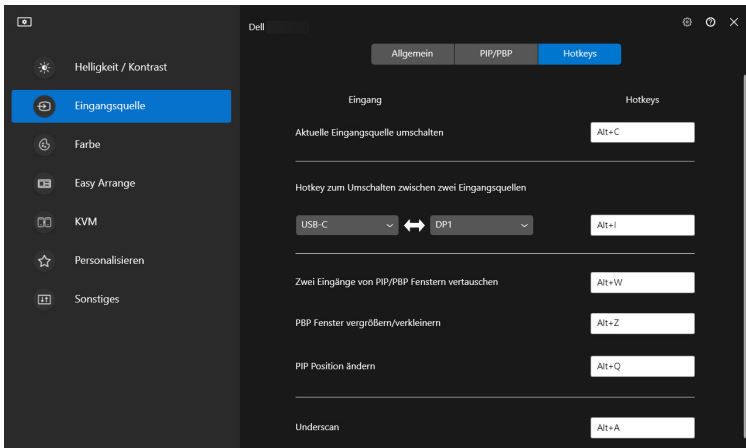 Dell
Allgemein PIP/PBP Hotkeys
Helligkeit / Kontrast
Eingangsquelle
Farbe
Easy Arrange
KVM
Personalisieren
Sonstiges
Eingang Hotkeys
Aktuelle Eingangsquelle umschalten Alt+C
Hotkey zum Umschalten zwischen zwei Eingangsquellen
USB-C DP1 Alt+I
Zwei Eingänge von PIP/PBP Fenstern vertauschen Alt+W
PBP Fenster vergrößern/verkleinern Alt+Z
PIP Position ändern Alt+Q
Underscan Alt+A